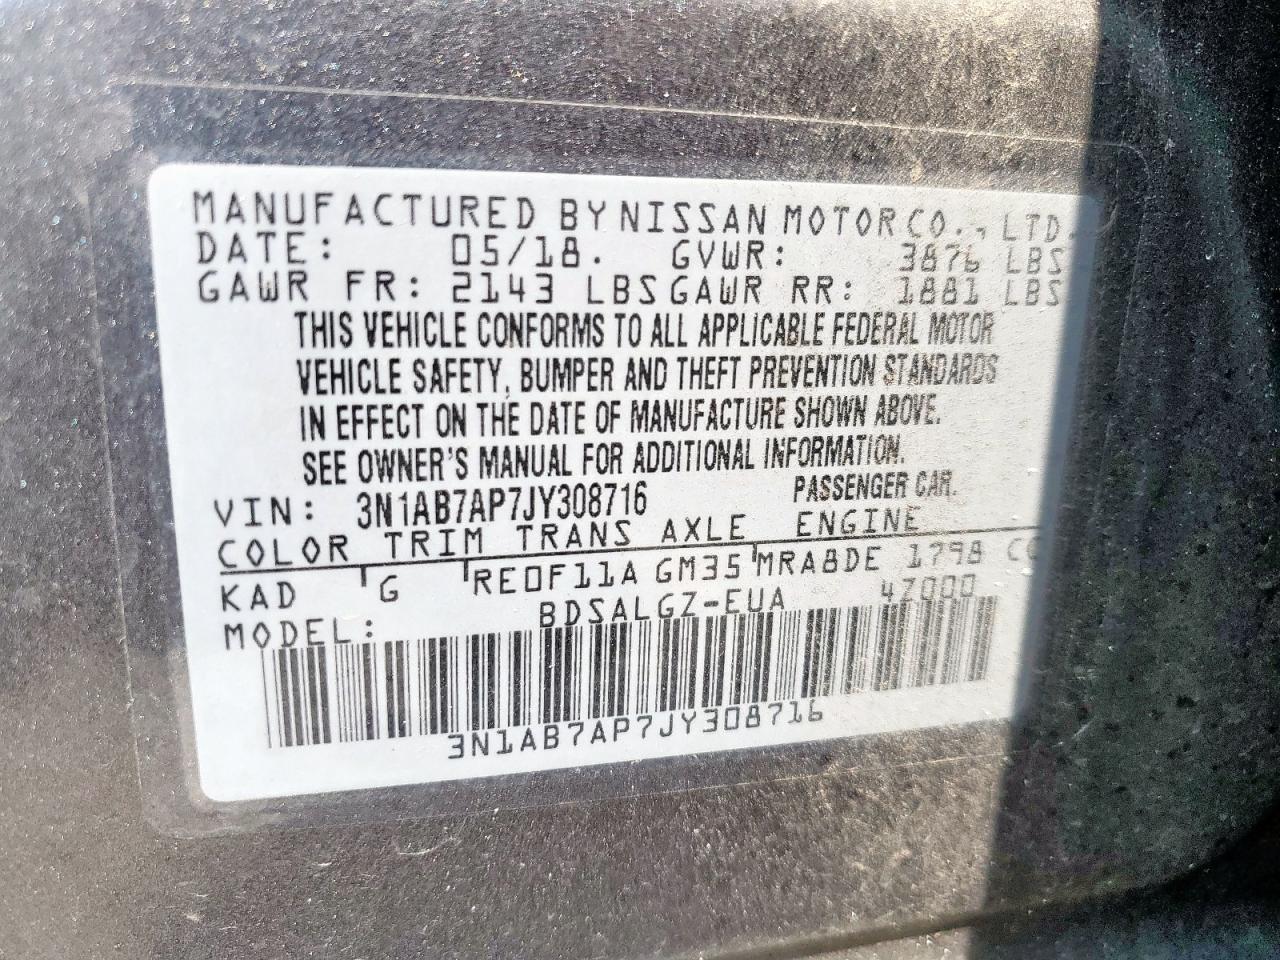 MANUFACTURED BY NISSAN MOTOR CO., LTD.
DATE: 05/18. GVWR: 3876 LBS
GAWR FR: 2143 LBS GAWR RR: 1881 LBS
THIS VEHICLE CONFORMS TO ALL APPLICABLE FEDERAL MOTOR
VEHICLE SAFETY, BUMPER AND THEFT PREVENTION STANDARDS
IN EFFECT ON THE DATE OF MANUFACTURE SHOWN ABOVE.
SEE OWNER'S MANUAL FOR ADDITIONAL INFORMATION.
VIN: 3N1AB7AP7JY308716 PASSENGER CAR.
COLOR TRIM TRANS AXLE ENGINE
KAD G RE0F11A GM35 MRA8DE 1798 CC
MODEL: BDSALGZ-EUA 4Z000
3N1AB7AP7JY308716